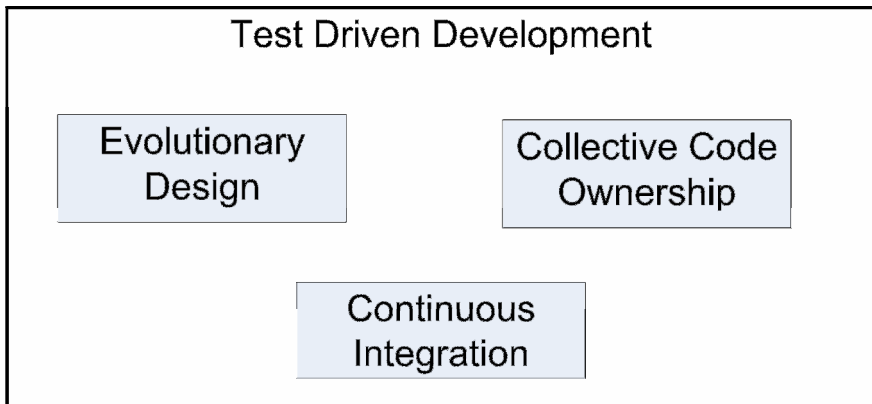 Test Driven Development
Evolutionary
Design
Collective Code
Ownership
Continuous
Integration